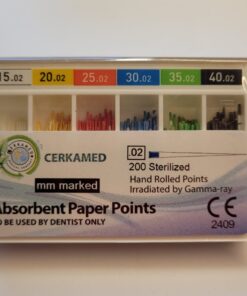 15.02 20.02 25.02 30.02 35.02 40.02
CERKAMED
.02
200 Sterilized
mm marked
Hand Rolled Points
Irradiated by Gamma-ray
Absorbent Paper Points
TO BE USED BY DENTIST ONLY
CE
2409